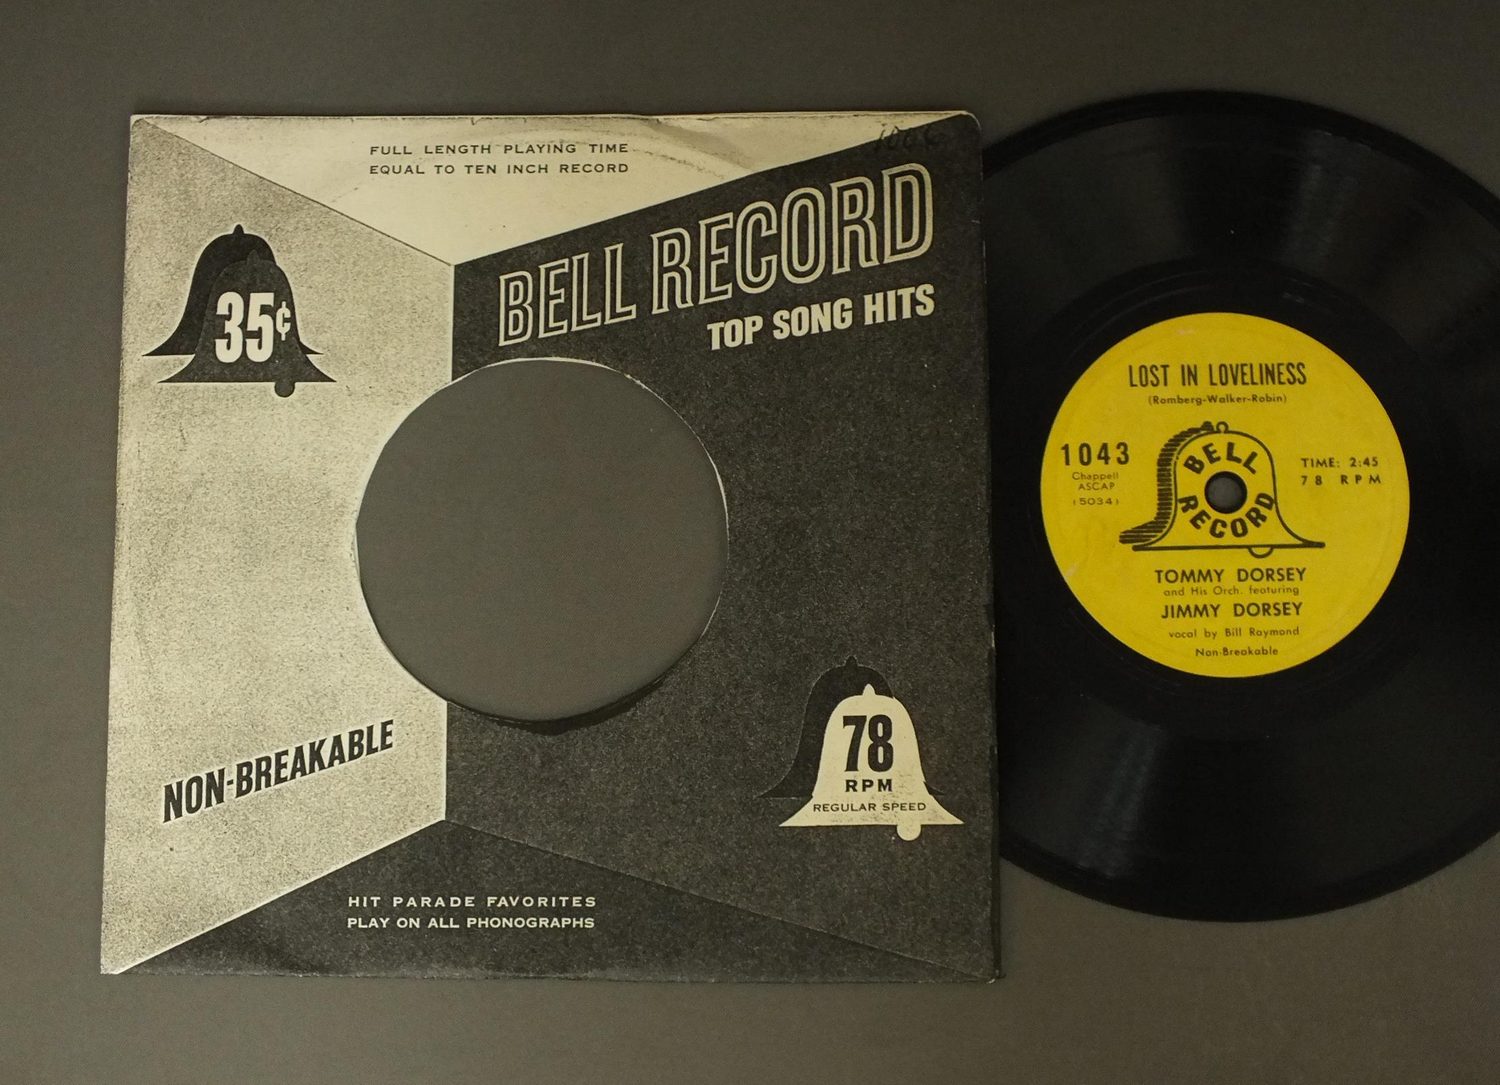 FULL LENGTH PLAYING TIME
EQUAL TO TEN INCH RECORD
BELL RECORD
TOP SONG HITS
35¢
NON-BREAKABLE
78
RPM
REGULAR SPEED
HIT PARADE FAVORITES
PLAY ON ALL PHONOGRAPHS
LOST IN LOVELINESS
(Romberg-Walker-Robin)
1043
Chappell
ASCAP
(5034)
BELL
RECORD
TIME: 2:45
78 RPM
TOMMY DORSEY
and His Orch. featuring
JIMMY DORSEY
vocal by Bill Raymond
Non-Breakable